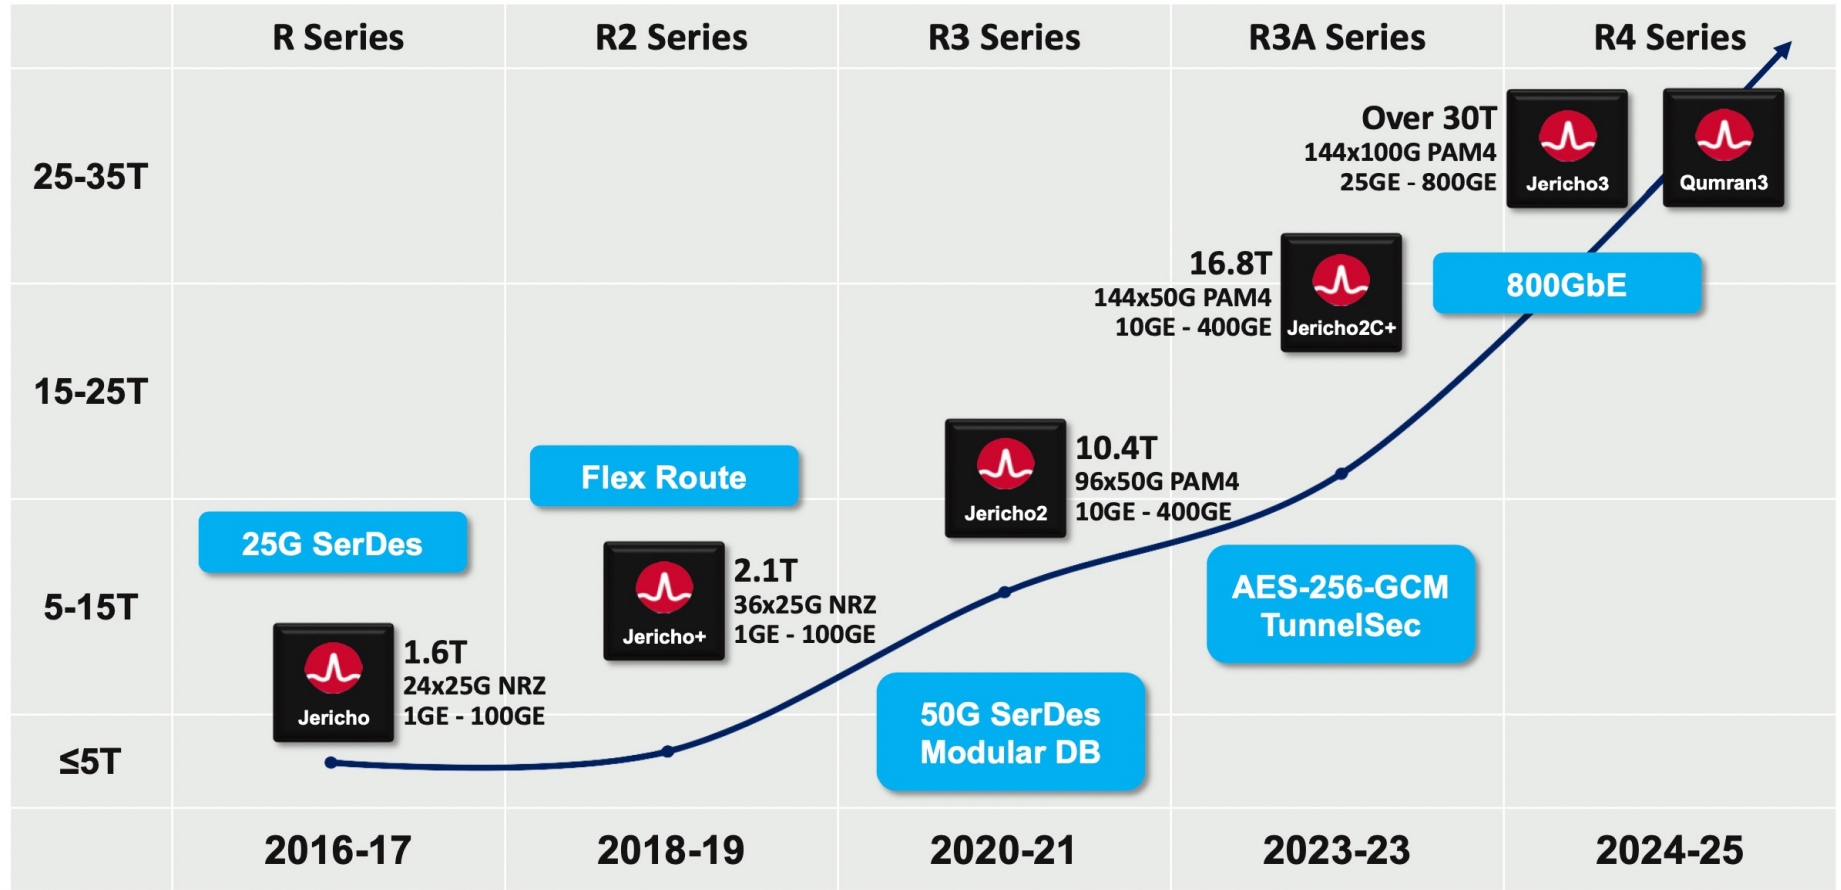 R Series
R2 Series
R3 Series
R3A Series
R4 Series
25-35T
Over 30T
144x100G PAM4
25GE - 800GE
Jericho3
Qumran3
16.8T
144x50G PAM4
10GE - 400GE
Jericho2C+
800GbE
15-25T
Flex Route
10.4T
96x50G PAM4
10GE - 400GE
Jericho2
25G SerDes
5-15T
2.1T
36x25G NRZ
1GE - 100GE
Jericho+
AES-256-GCM
TunnelSec
1.6T
24x25G NRZ
1GE - 100GE
Jericho
50G SerDes
Modular DB
≤5T
2016-17
2018-19
2020-21
2023-23
2024-25